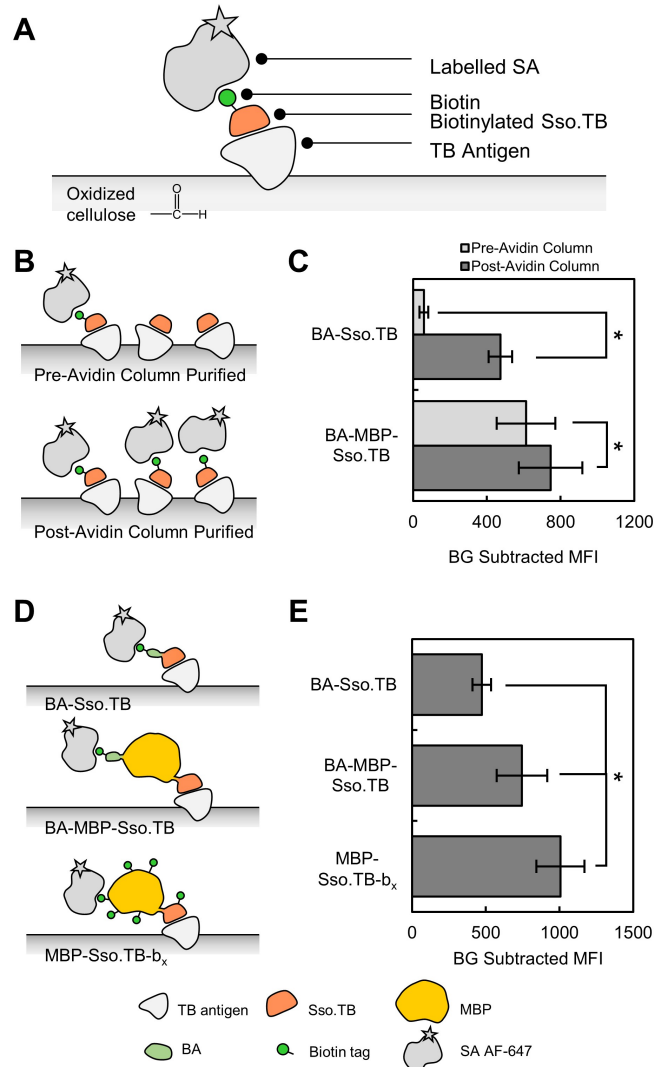 A
Labelled SA
Biotin
Biotinylated Sso.TB
TB Antigen
Oxidized
cellulose
O
C H
B
Pre-Avidin Column Purified
Post-Avidin Column Purified
C
Pre-Avidin Column
Post-Avidin Column
BA-Sso.TB
*
BA-MBP-
Sso.TB
*
0 400 800 1200
BG Subtracted MFI
D
BA-Sso.TB
BA-MBP-Sso.TB
MBP-Sso.TB-bx
E
BA-Sso.TB
BA-MBP-
Sso.TB
*
MBP-
Sso.TB-bx
0 500 1000 1500
BG Subtracted MFI
TB antigen Sso.TB MBP
BA Biotin tag SA AF-647